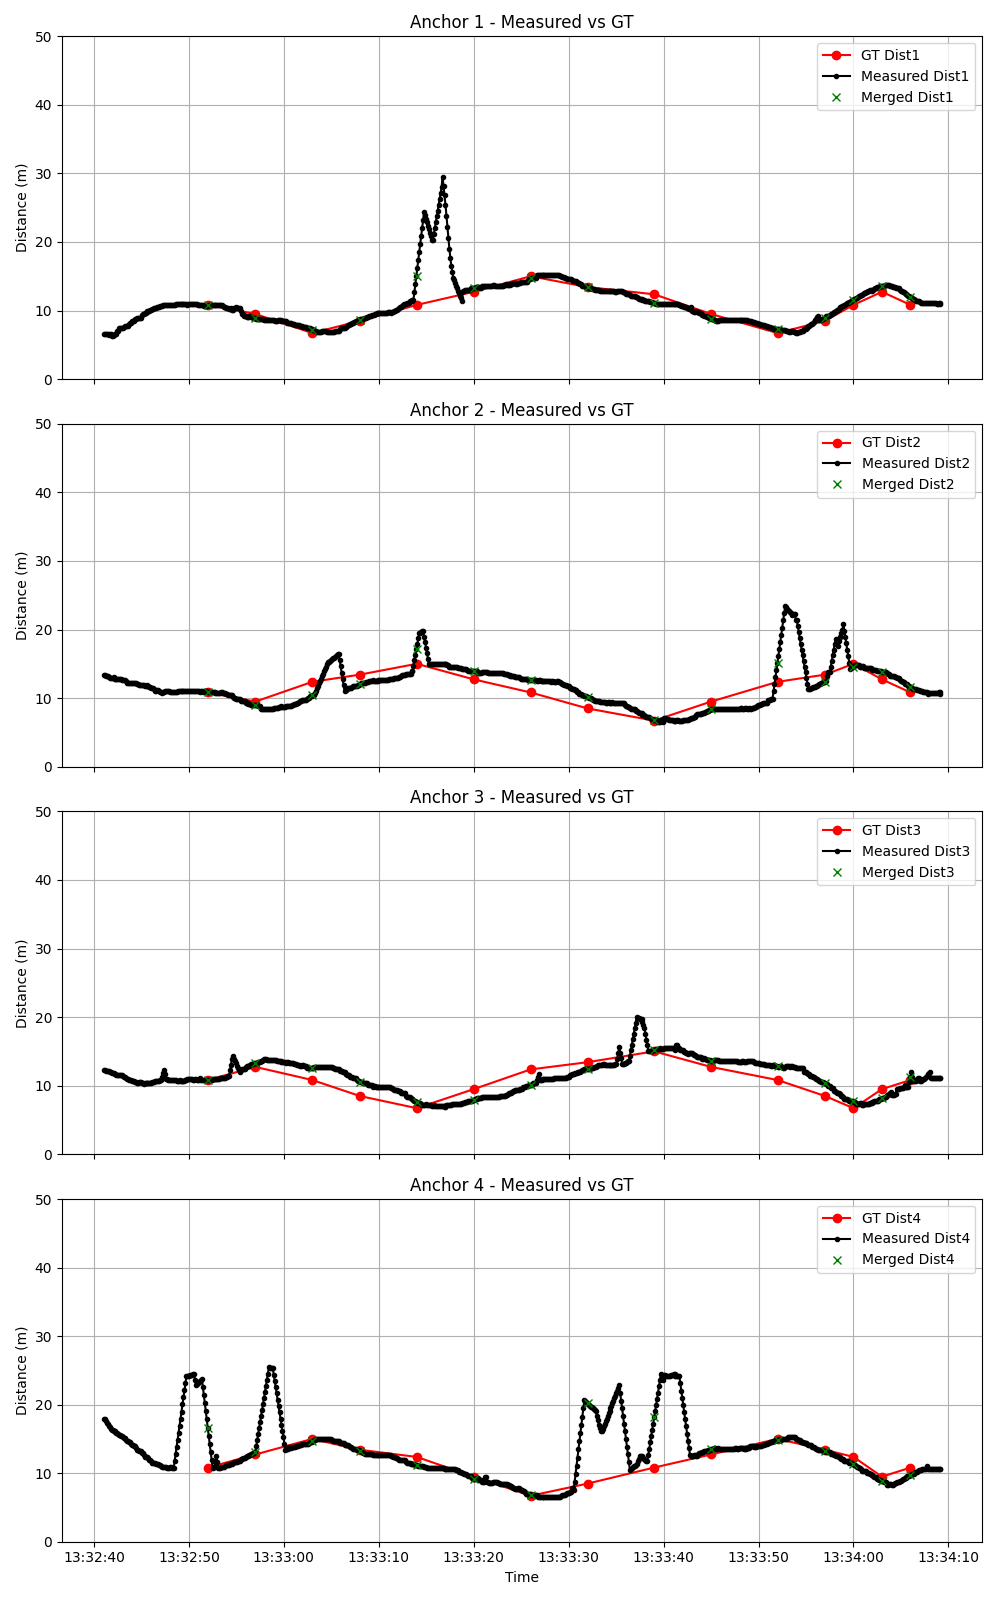 Anchor 1 - Measured vs GT
50
40
30
20
10
0
Distance (m)
GT Dist1
Measured Dist1
Merged Dist1
Anchor 2 - Measured vs GT
50
40
30
20
10
0
Distance (m)
GT Dist2
Measured Dist2
Merged Dist2
Anchor 3 - Measured vs GT
50
40
30
20
10
0
Distance (m)
GT Dist3
Measured Dist3
Merged Dist3
Anchor 4 - Measured vs GT
50
40
30
20
10
0
Distance (m)
GT Dist4
Measured Dist4
Merged Dist4
13:32:40 13:32:50 13:33:00 13:33:10 13:33:20 13:33:30 13:33:40 13:33:50 13:34:00 13:34:10
Time